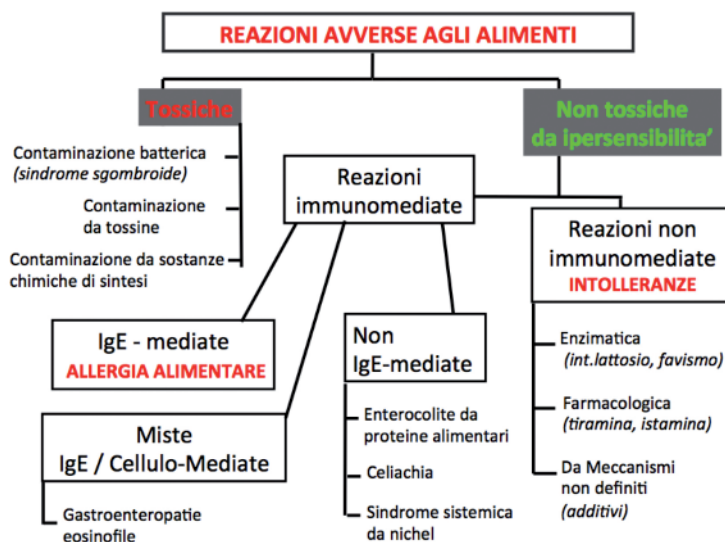 REAZIONI AVVERSE AGLI ALIMENTI
Tossiche
Contaminazione batterica
(sindrome sgombroide)
Contaminazione
da tossine
Contaminazione da sostanze
chimiche di sintesi
Non tossiche
da ipersensibilita’
Reazioni
immunomediate
IgE - mediate
ALLERGIA ALIMENTARE
Miste
IgE / Cellulo-Mediate
Gastroenteropatie
eosinofile
Non
IgE-mediate
Enterocolite da
proteine alimentari
Celiachia
Sindrome sistemica
da nichel
Reazioni non
immunomediate
INTOLLERANZE
Enzimatica
(int.lattosio, favismo)
Farmacologica
(tiramina, istamina)
Da Meccanismi
non definiti
(additivi)